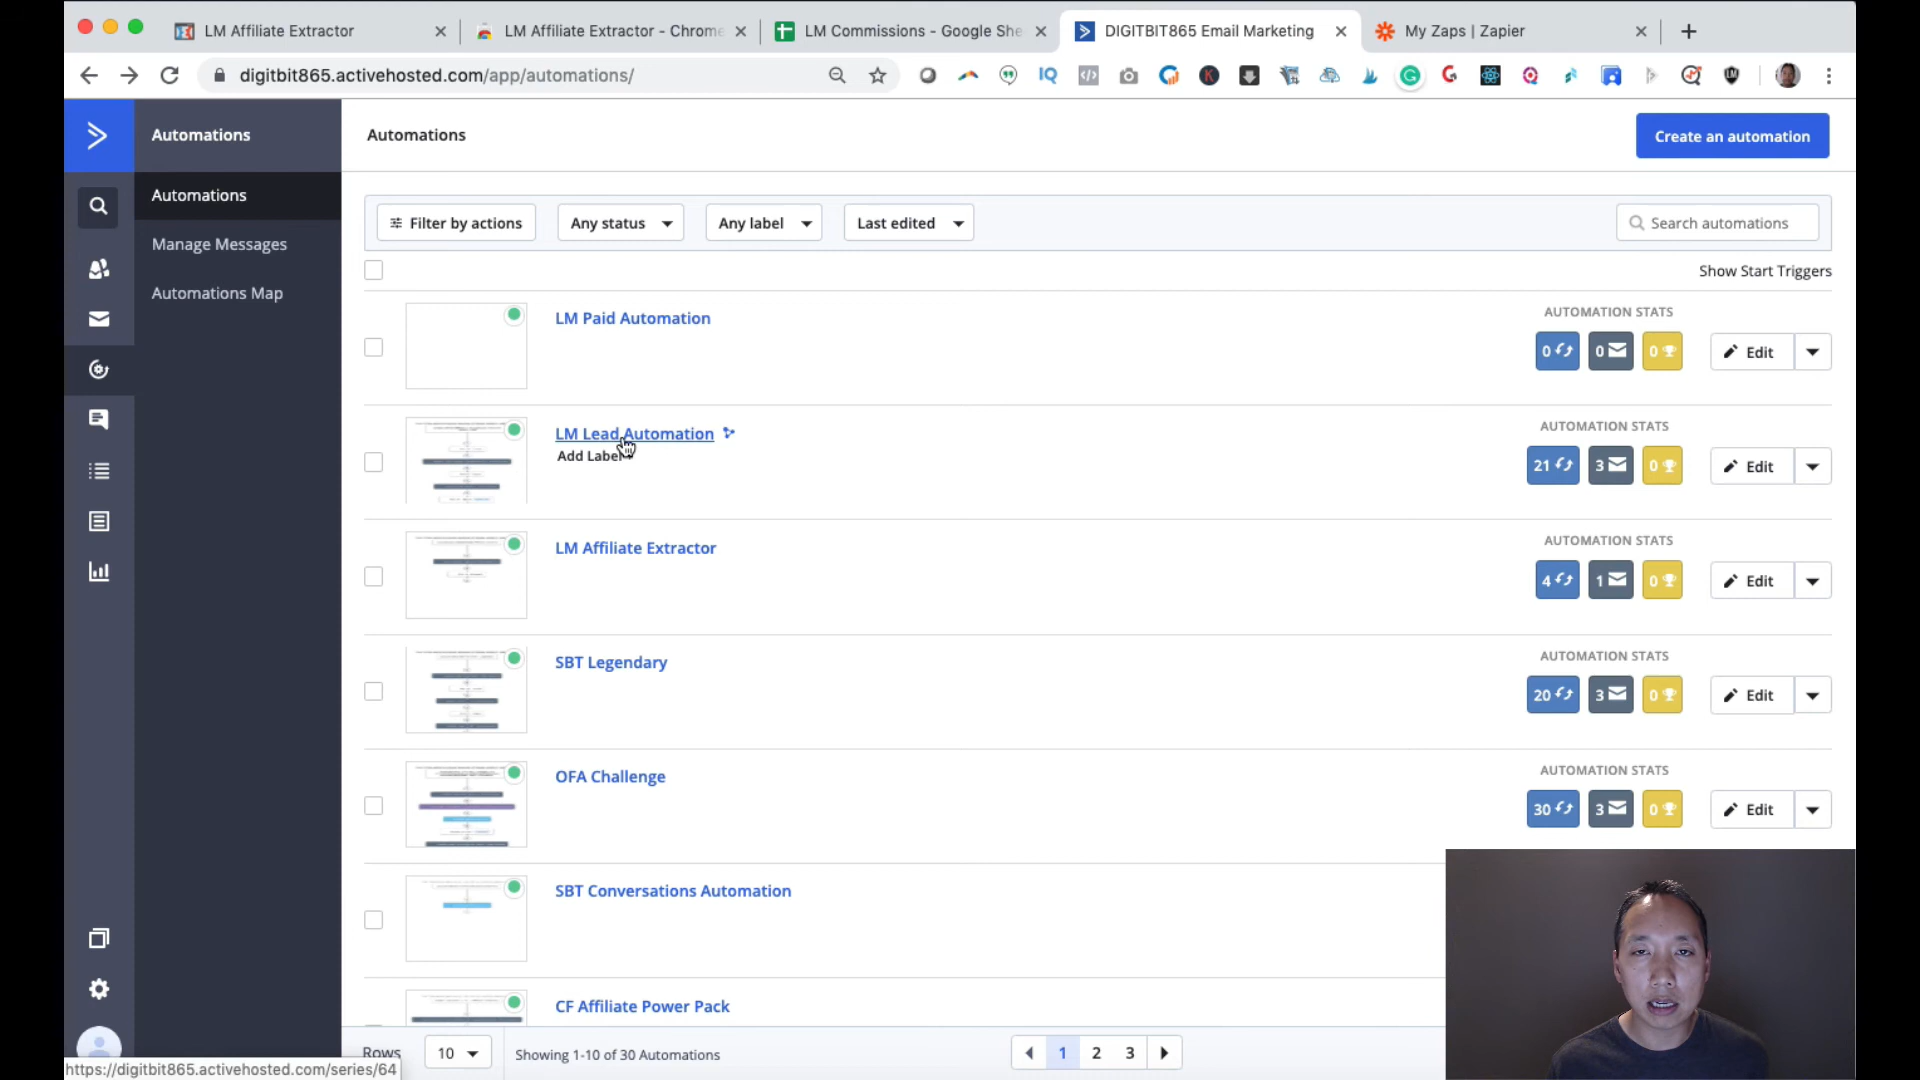 LM Affiliate Extractor
LM Affiliate Extractor - Chrome
LM Commissions - Google She
DIGITBIT865 Email Marketing
My Zaps | Zapier
digitbit865.activehosted.com/app/automations/
Automations
Automations
Manage Messages
Automations Map
Automations
Create an automation
Filter by actions
Any status
Any label
Last edited
Search automations
Show Start Triggers
LM Paid Automation
AUTOMATION STATS
0
0
0
Edit
LM Lead Automation
Add Label
AUTOMATION STATS
21
3
0
Edit
LM Affiliate Extractor
AUTOMATION STATS
4
1
0
Edit
SBT Legendary
AUTOMATION STATS
20
3
0
Edit
OFA Challenge
AUTOMATION STATS
30
3
0
Edit
SBT Conversations Automation
CF Affiliate Power Pack
Rows
10
Showing 1-10 of 30 Automations
1
2
3
https://digitbit865.activehosted.com/series/64